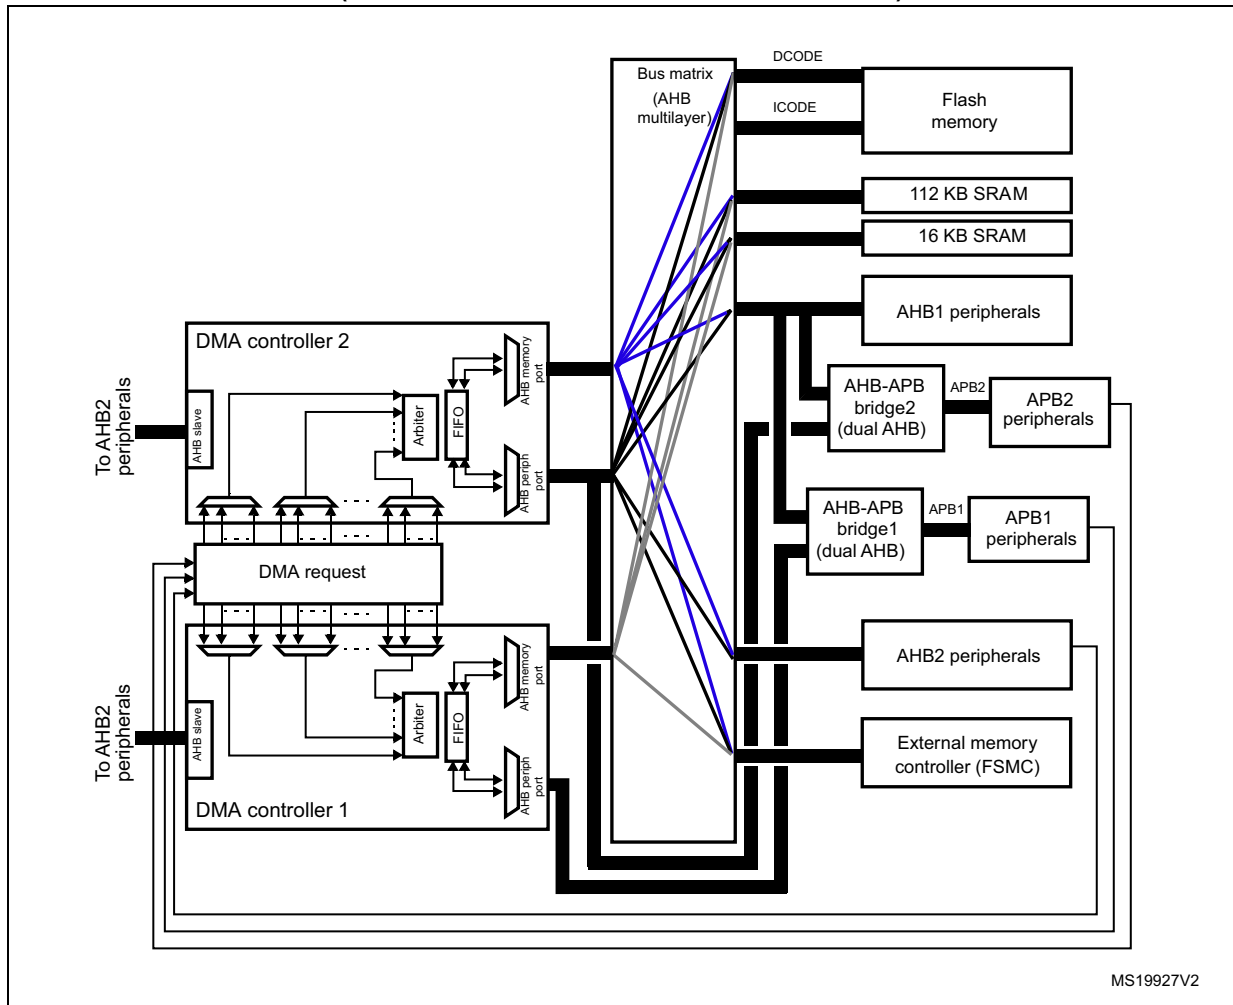 Bus matrix
(AHB
multilayer)
DCODE
ICODE
Flash
memory
112 KB SRAM
16 KB SRAM
AHB1 peripherals
DMA controller 2
To AHB2
peripherals
AHB slave
Arbiter
FIFO
AHB memory
port
AHB periph
port
AHB-APB
bridge2
(dual AHB)
APB2
APB2
peripherals
AHB-APB
bridge1
(dual AHB)
APB1
APB1
peripherals
DMA request
To AHB2
peripherals
AHB slave
Arbiter
FIFO
AHB memory
port
AHB periph
port
DMA controller 1
AHB2 peripherals
External memory
controller (FSMC)
MS19927V2